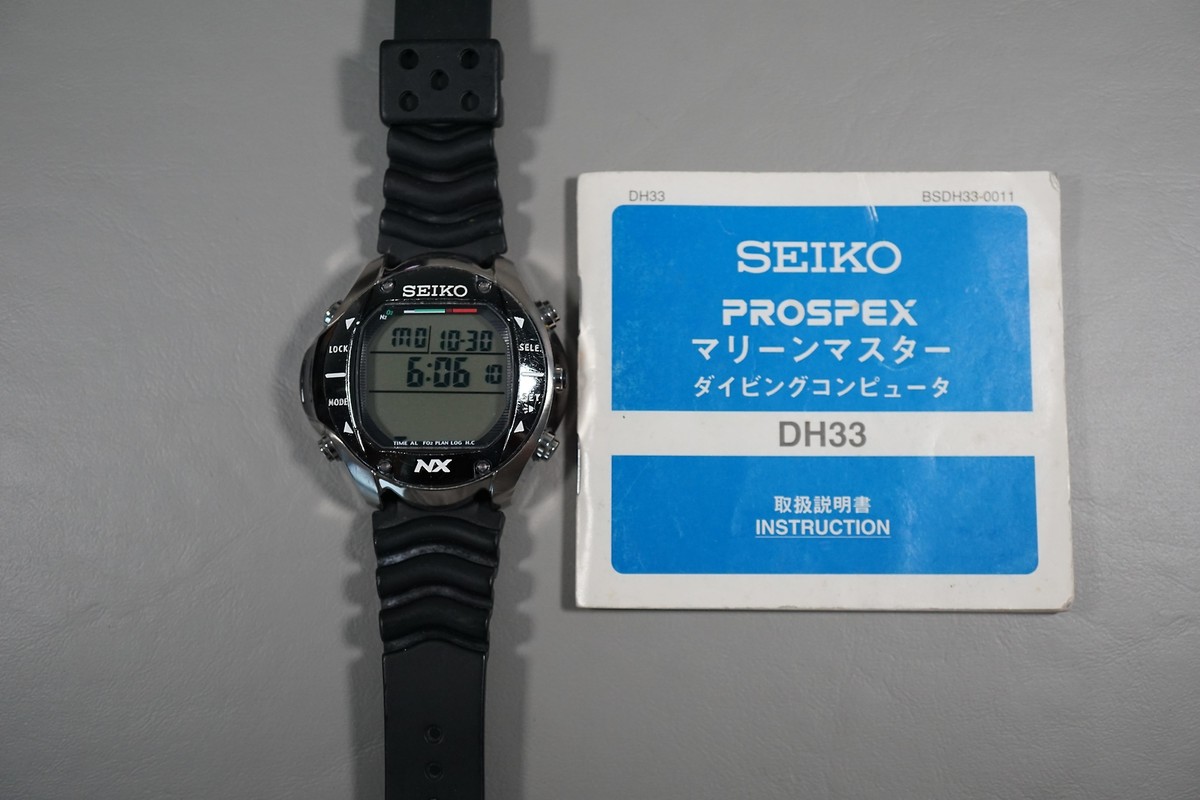 SEIKO
N₂ O₂
LOCK
SELE
MO 10-30
6:06 10
MODE
TIME AL FO₂ PLAN LOG H.C
NX
DH33
BSDH33-0011
SEIKO
PROSPEX
マリーンマスター
ダイビングコンピュータ
DH33
取扱説明書
INSTRUCTION